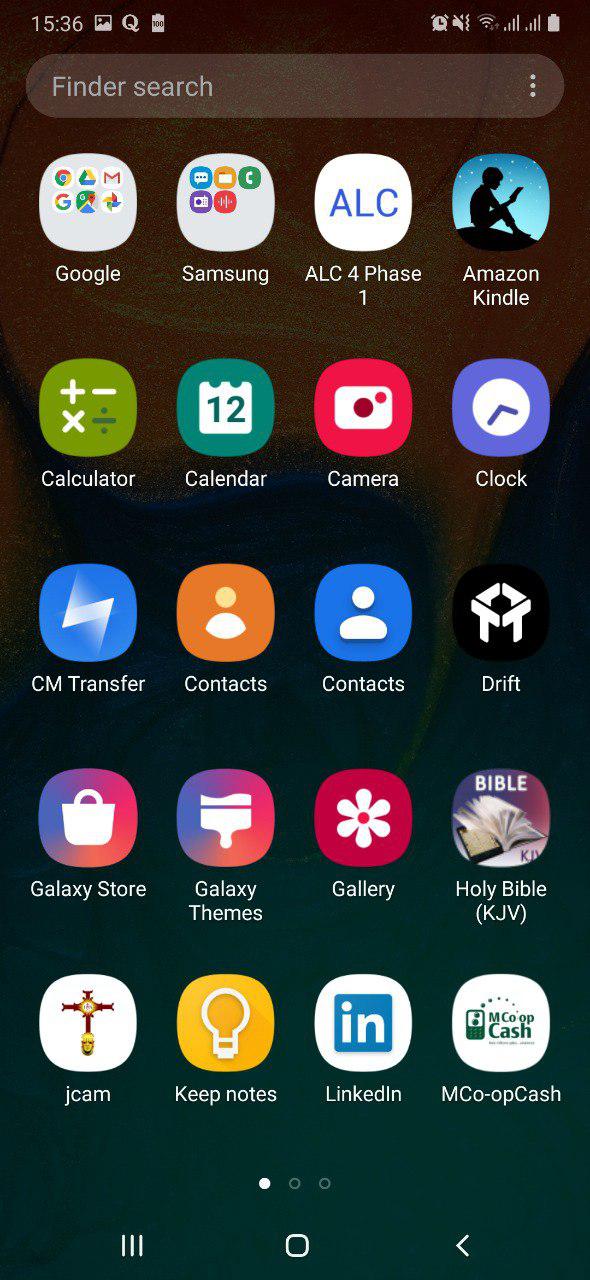 15:36
100
Finder search
ALC
Google
Samsung
ALC 4 Phase
1
Amazon
Kindle
12
Calculator
Calendar
Camera
Clock
CM Transfer
Contacts
Contacts
Drift
BIBLE
KJV
Galaxy Store
Galaxy
Themes
Gallery
Holy Bible
(KJV)
in
MCo-op
Cash
jcam
Keep notes
LinkedIn
MCo-opCash